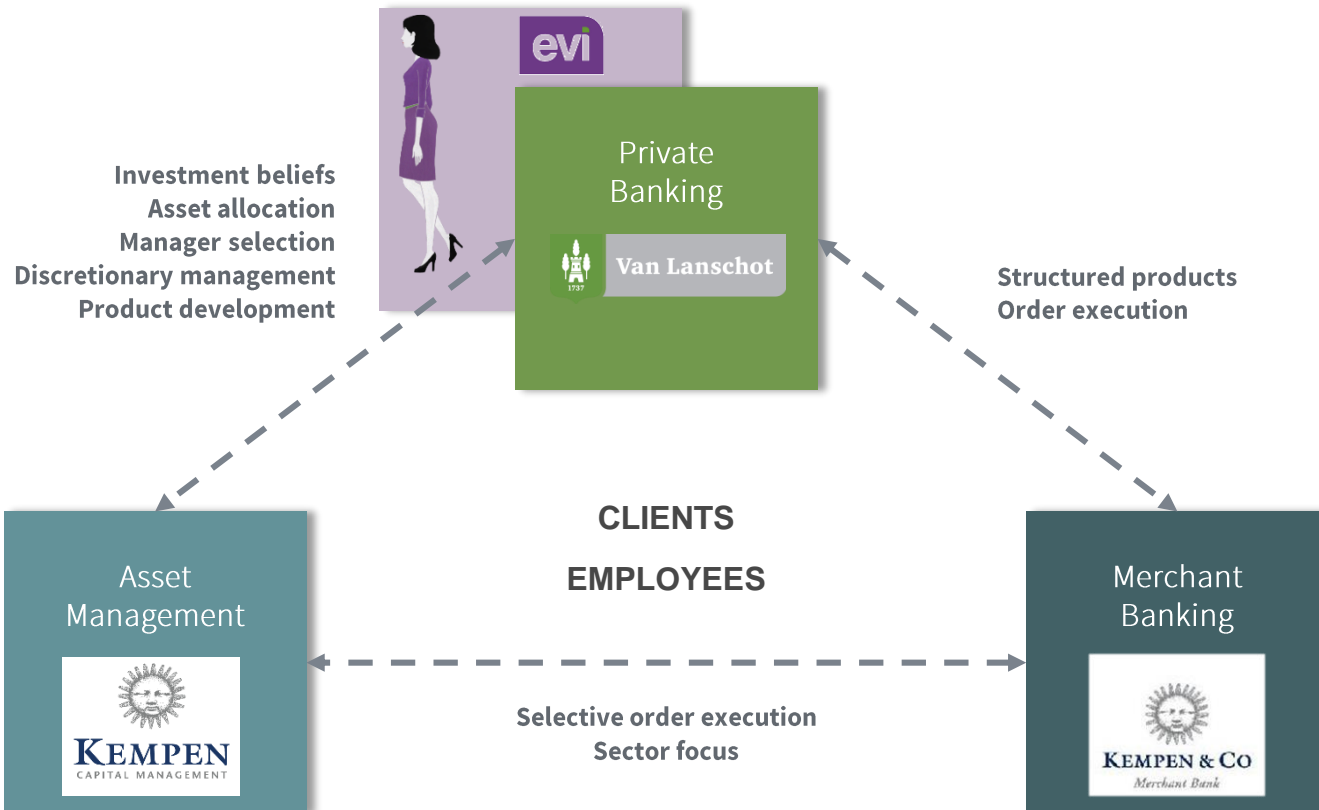 evi
Private
Banking
1737
Van Lanschot
Investment beliefs
Asset allocation
Manager selection
Discretionary management
Product development
Structured products
Order execution
CLIENTS
EMPLOYEES
Asset
Management
KEMPEN
CAPITAL MANAGEMENT
Merchant
Banking
KEMPEN & CO
Merchant Bank
Selective order execution
Sector focus